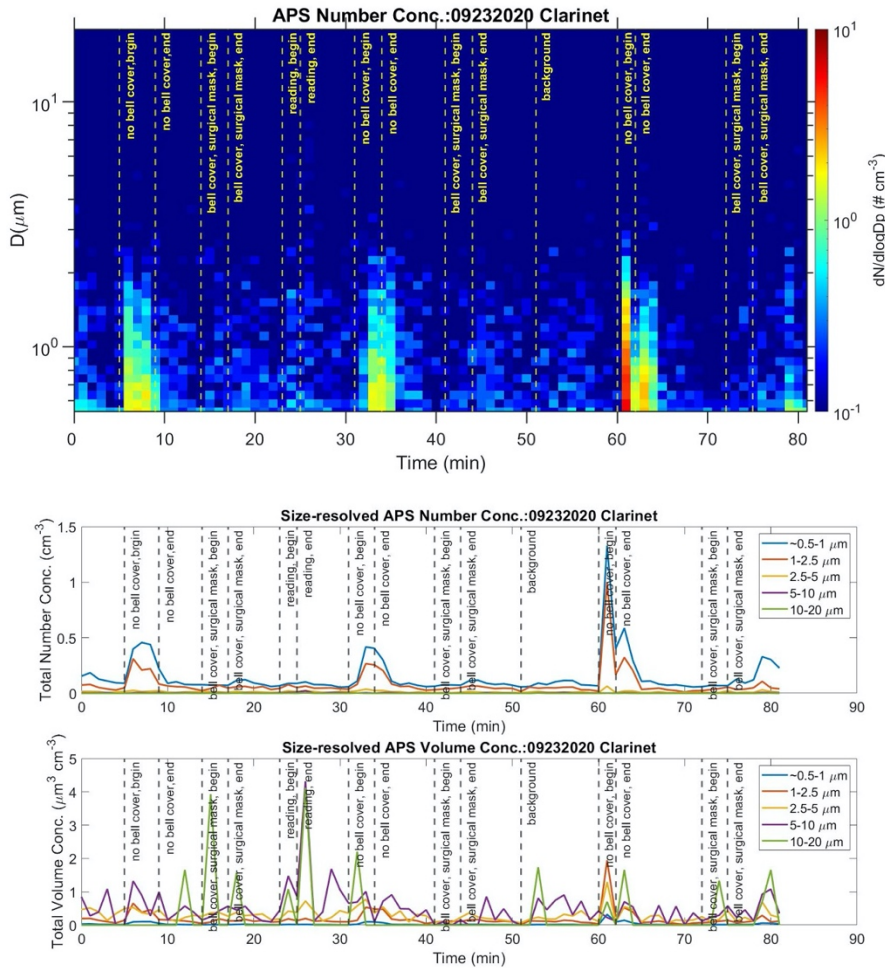 APS Number Conc.:09232020 Clarinet
no bell cover,brgin
no bell cover,end
bell cover, surgical mask, begin
bell cover, surgical mask, end
reading, begin
reading, end
no bell cover, begin
no bell cover, end
bell cover, surgical mask, begin
bell cover, surgical mask, end
background
no bell cover, begin
no bell cover, end
bell cover, surgical mask, begin
bell cover, surgical mask, end
D(μm)
10^1
10^0
0 10 20 30 40 50 60 70 80
Time (min)
10^1
10^0
10^-1
dN/dlogDp (# cm^-3)
Size-resolved APS Number Conc.:09232020 Clarinet
Total Number Conc. (cm^-3)
1.5
1
0.5
0
no bell cover,brgin
no bell cover,end
bell cover, surgical mask, begin
bell cover, surgical mask, end
reading, begin
reading, end
no bell cover, begin
no bell cover, end
bell cover, surgical mask, begin
bell cover, surgical mask, end
background
no bell cover, begin
no bell cover, end
bell cover, surgical mask, begin
bell cover, surgical mask, end
~0.5-1 μm
1-2.5 μm
2.5-5 μm
5-10 μm
10-20 μm
0 10 20 30 40 50 60 70 80 90
Time (min)
Size-resolved APS Volume Conc.:09232020 Clarinet
Total Volume Conc. (μm^3 cm^-3)
5
4
3
2
1
0
no bell cover,brgin
no bell cover,end
bell cover, surgical mask, begin
bell cover, surgical mask, end
reading, begin
reading, end
no bell cover, begin
no bell cover, end
bell cover, surgical mask, begin
bell cover, surgical mask, end
background
no bell cover, begin
no bell cover, end
bell cover, surgical mask, begin
bell cover, surgical mask, end
~0.5-1 μm
1-2.5 μm
2.5-5 μm
5-10 μm
10-20 μm
0 10 20 30 40 50 60 70 80 90
Time (min)